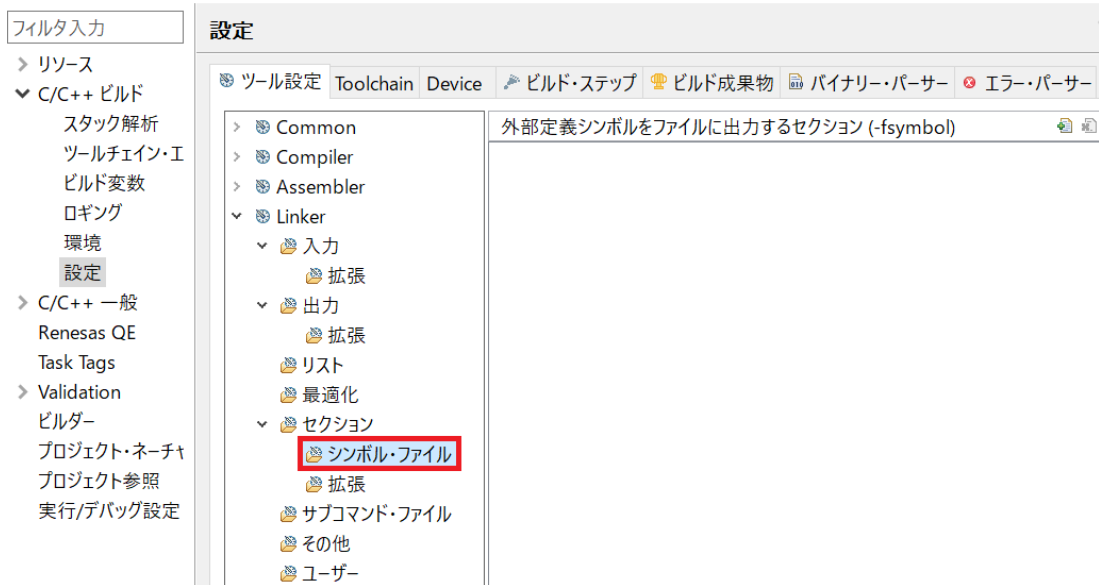 フィルタ入力
リソース
C/C++ ビルド
スタック解析
ツールチェイン・エ
ビルド変数
ロギング
環境
設定
C/C++ 一般
Renesas QE
Task Tags
Validation
ビルダー
プロジェクト・ネーチャ
プロジェクト参照
実行/デバッグ設定
設定
ツール設定 Toolchain Device ビルド・ステップ ビルド成果物 バイナリー・パーサー エラー・パーサー
Common
Compiler
Assembler
Linker
入力
拡張
出力
拡張
リスト
最適化
セクション
シンボル・ファイル
拡張
サブコマンド・ファイル
その他
ユーザー
外部定義シンボルをファイルに出力するセクション (-fsymbol)